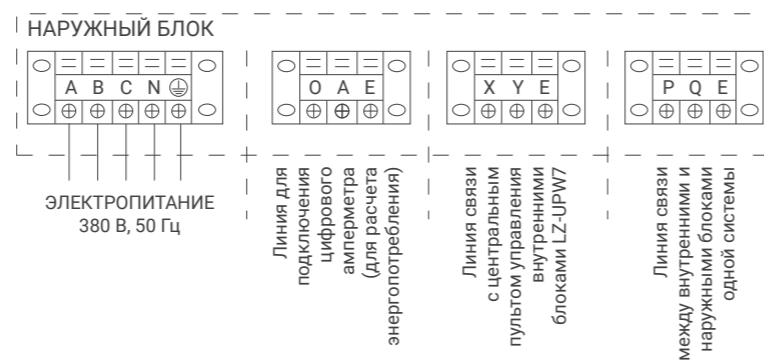 НАРУЖНЫЙ БЛОК
A B C N
O A E
X Y E
P Q E
ЭЛЕКТРОПИТАНИЕ
380 В, 50 Гц
Линия для
подключения
цифрового
амперметра
(для расчета
энергопотребления)
Линия связи
с центральным
пультом управления
внутренними
блоками LZ-UPW7
Линия связи
между внутренними и
наружными блоками
одной системы